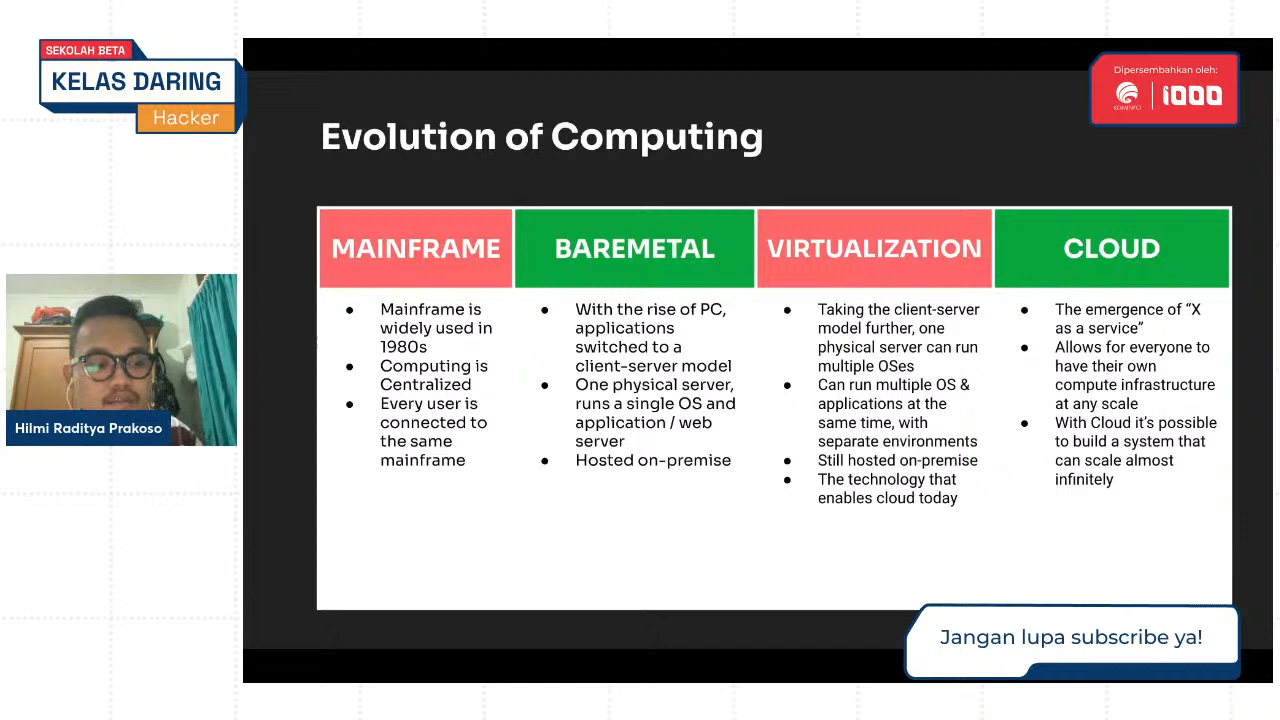 SEKOLAH BETA
KELAS DARING
Hacker
Dipersembahkan oleh:
KOMINFO
1000
Evolution of Computing
MAINFRAME
● Mainframe is
widely used in
1980s
● Computing is
Centralized
● Every user is
connected to
the same
mainframe
BAREMETAL
● With the rise of PC,
applications
switched to a
client-server model
● One physical server,
runs a single OS and
application / web
server
● Hosted on-premise
VIRTUALIZATION
● Taking the client-server
model further, one
physical server can run
multiple OSes
● Can run multiple OS &
applications at the
same time, with
separate environments
● Still hosted on-premise
● The technology that
enables cloud today
CLOUD
● The emergence of “X
as a service”
● Allows for everyone to
have their own
compute infrastructure
at any scale
● With Cloud it’s possible
to build a system that
can scale almost
infinitely
Hilmi Raditya Prakoso
Jangan lupa subscribe ya!